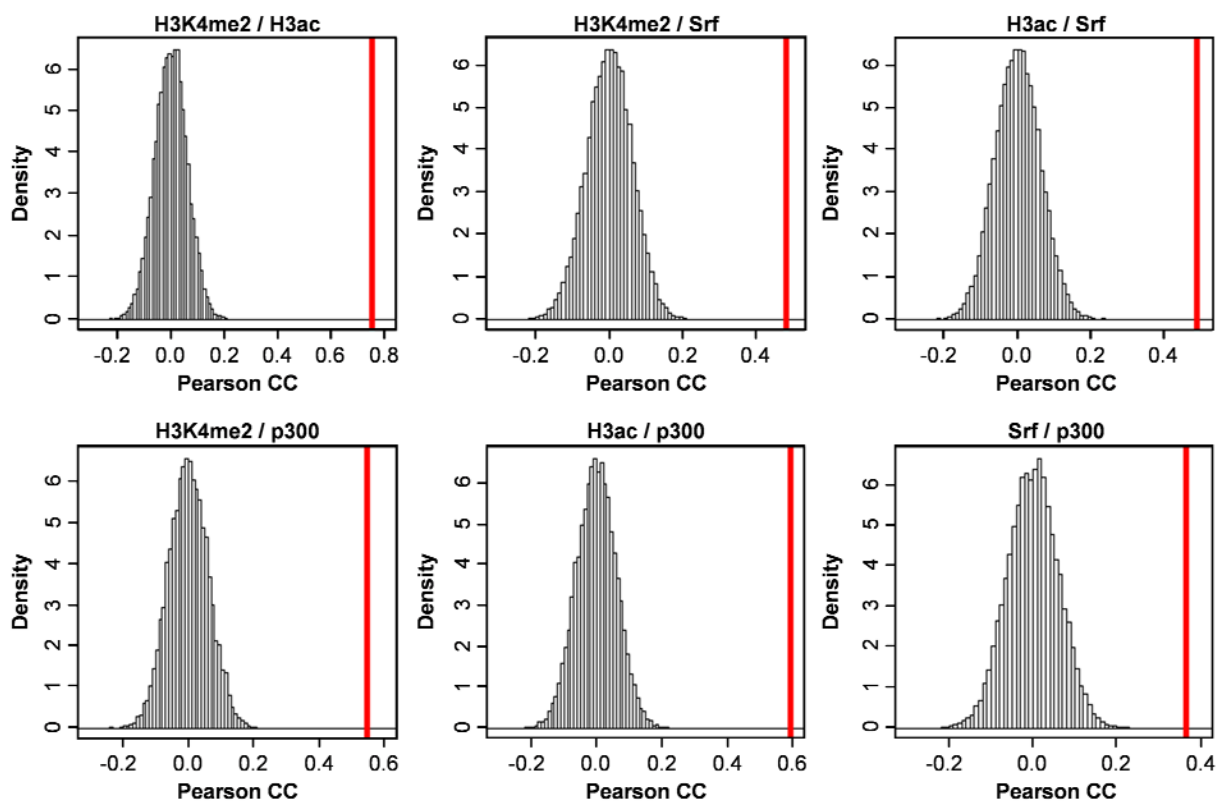 H3K4me2 / H3ac
H3K4me2 / Srf
H3ac / Srf
Density
0 1 2 3 4 5 6
-0.2 0.0 0.2 0.4 0.6 0.8
Pearson CC
Density
0 1 2 3 4 5 6
-0.2 0.0 0.2 0.4
Pearson CC
Density
0 1 2 3 4 5 6
-0.2 0.0 0.2 0.4
Pearson CC
H3K4me2 / p300
H3ac / p300
Srf / p300
Density
0 1 2 3 4 5 6
-0.2 0.0 0.2 0.4 0.6
Pearson CC
Density
0 1 2 3 4 5 6
-0.2 0.0 0.2 0.4 0.6
Pearson CC
Density
0 1 2 3 4 5 6
-0.2 0.0 0.2 0.4
Pearson CC